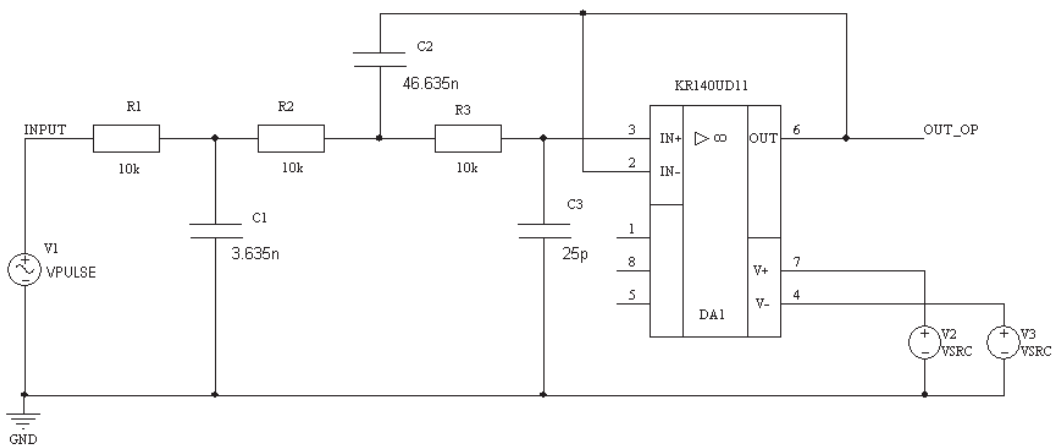 C2
46.635n
KR140UD11
R1
R2
R3
INPUT
3
IN+
▷ ∞
OUT
6
OUT_OP
10k
10k
10k
2
IN-
C1
3.635n
C3
25p
1
8
5
V+
7
V-
4
DA1
V1
VPULSE
V2
VSRC
V3
VSRC
GND